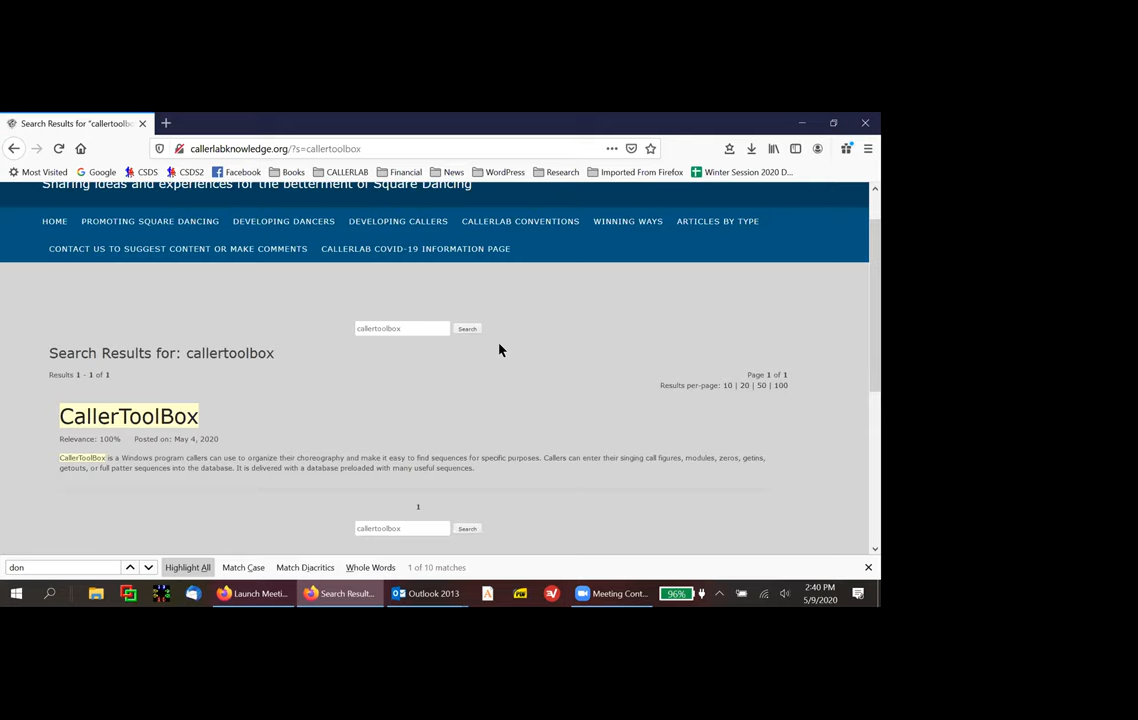 Search Results for "callertoolbo
callerlabknowledge.org/?s=callertoolbox
Most Visited Google CSDS CSDS2 Facebook Books CALLERLAB Financial News WordPress Research Imported From Firefox Winter Session 2020 D...
Sharing ideas and experiences for the betterment of Square Dancing
HOME PROMOTING SQUARE DANCING DEVELOPING DANCERS DEVELOPING CALLERS CALLERLAB CONVENTIONS WINNING WAYS ARTICLES BY TYPE
CONTACT US TO SUGGEST CONTENT OR MAKE COMMENTS CALLERLAB COVID-19 INFORMATION PAGE
callertoolbox Search
Search Results for: callertoolbox
Results 1 - 1 of 1 Page 1 of 1
Results per-page: 10 | 20 | 50 | 100
CallerToolBox
Relevance: 100% Posted on: May 4, 2020
CallerToolBox is a Windows program callers can use to organize their choreography and make it easy to find sequences for specific purposes. Callers can enter their singing call figures, modules, zeros, getins,
getouts, or full patter sequences into the database. It is delivered with a database preloaded with many useful sequences.
1
callertoolbox Search
don Highlight All Match Case Match Diacritics Whole Words 1 of 10 matches
Launch Meeti... Search Result... Outlook 2013 Meeting Cont... 96% 2:40 PM
5/9/2020